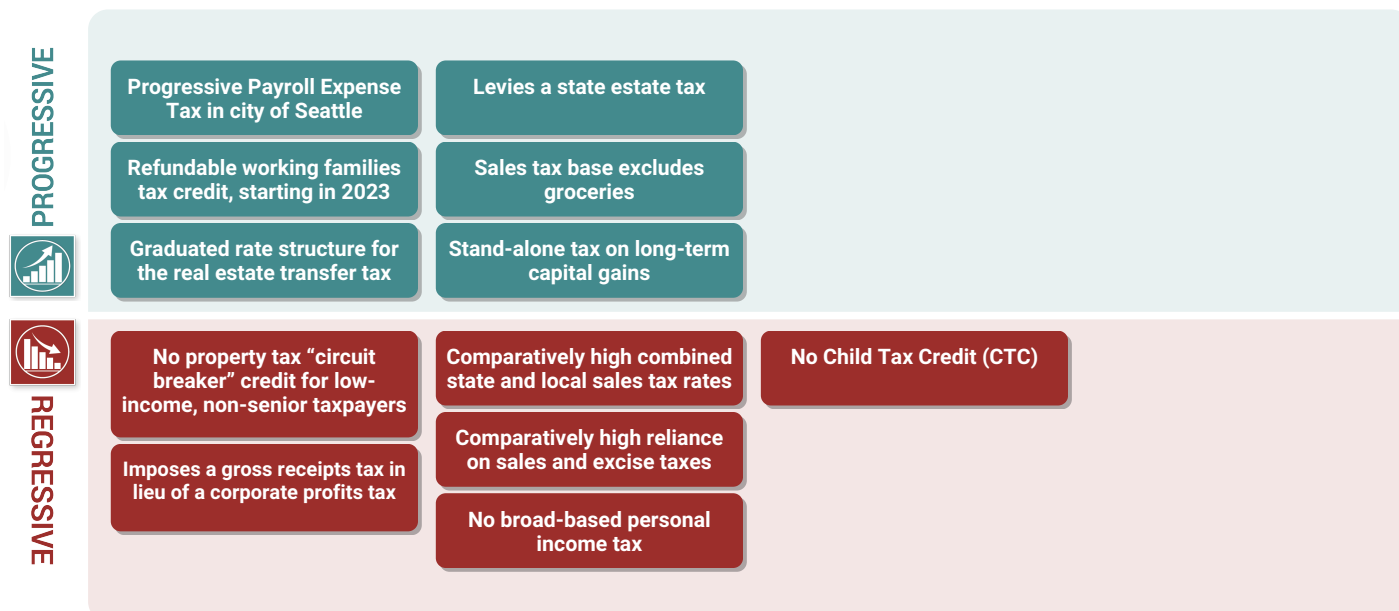 PROGRESSIVE
Progressive Payroll Expense
Tax in city of Seattle
Refundable working families
tax credit, starting in 2023
Graduated rate structure for
the real estate transfer tax
Levies a state estate tax
Sales tax base excludes
groceries
Stand-alone tax on long-term
capital gains
REGRESSIVE
No property tax “circuit
breaker” credit for low-
income, non-senior taxpayers
Imposes a gross receipts tax in
lieu of a corporate profits tax
Comparatively high combined
state and local sales tax rates
Comparatively high reliance
on sales and excise taxes
No broad-based personal
income tax
No Child Tax Credit (CTC)